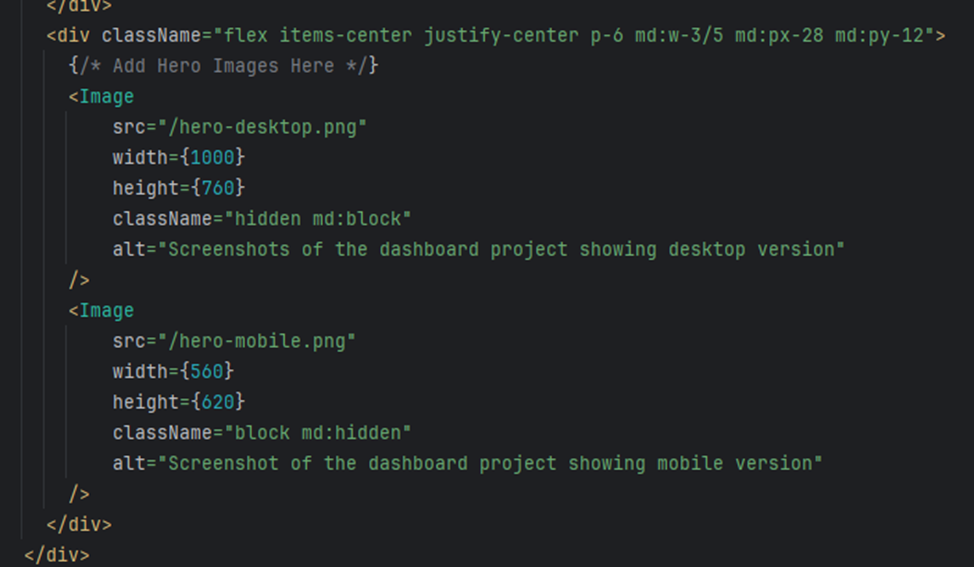 </div>
<div className="flex items-center justify-center p-6 md:w-3/5 md:px-28 md:py-12">
{/* Add Hero Images Here */}
<Image
src="/hero-desktop.png"
width={1000}
height={760}
className="hidden md:block"
alt="Screenshots of the dashboard project showing desktop version"
/>
<Image
src="/hero-mobile.png"
width={560}
height={620}
className="block md:hidden"
alt="Screenshot of the dashboard project showing mobile version"
/>
</div>
</div>